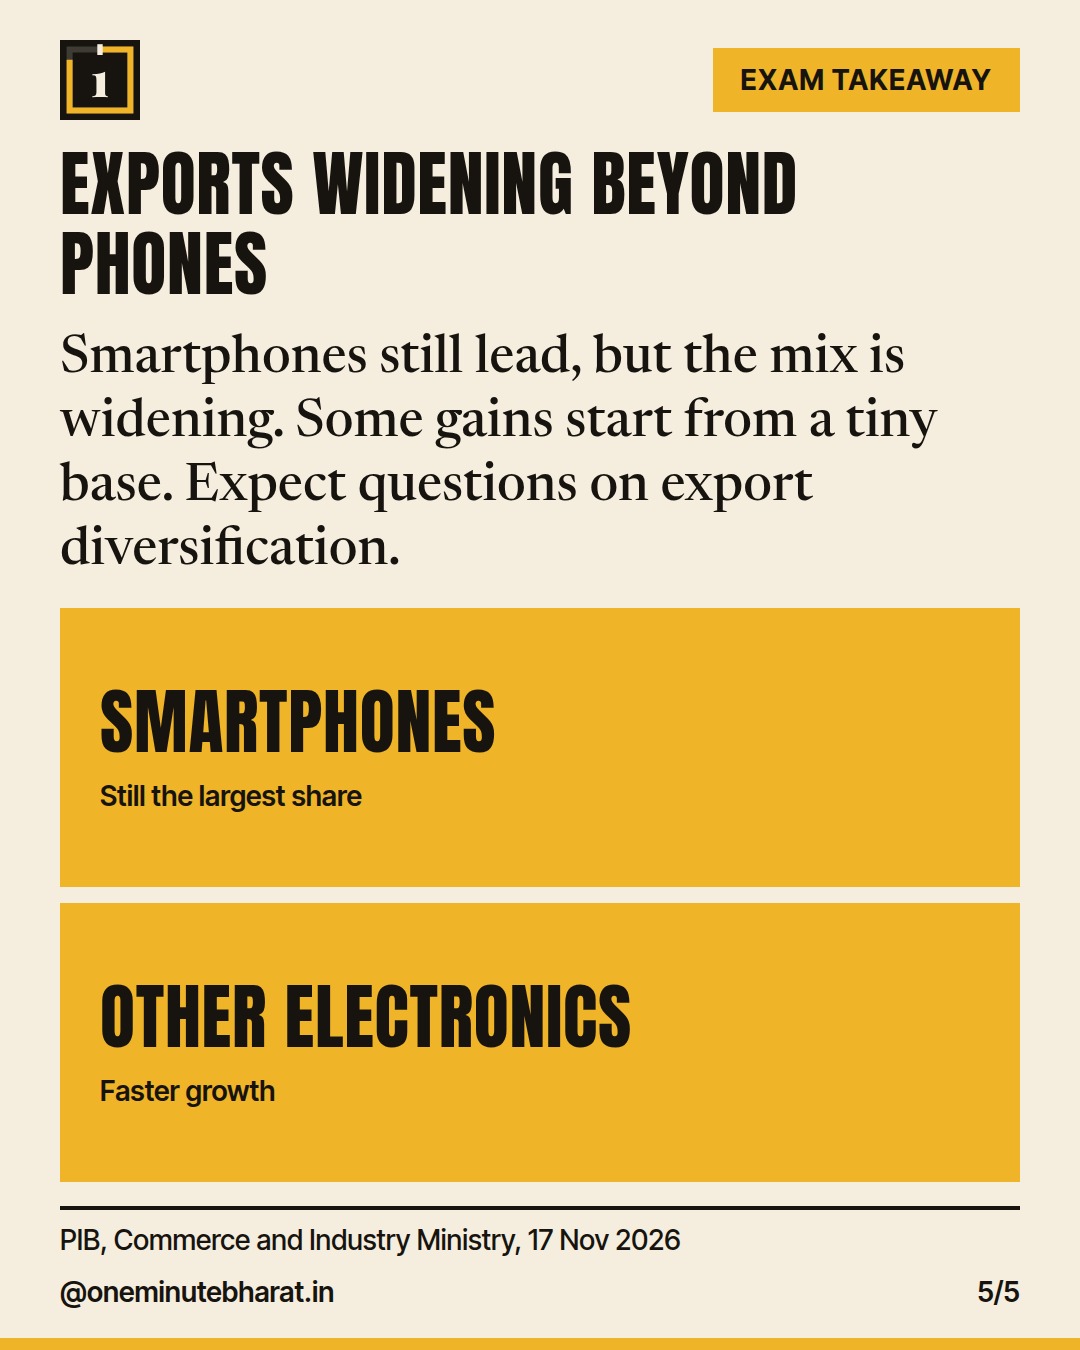 1
EXAM TAKEAWAY
EXPORTS WIDENING BEYOND
PHONES
Smartphones still lead, but the mix is
widening. Some gains start from a tiny
base. Expect questions on export
diversification.
SMARTPHONES
Still the largest share
OTHER ELECTRONICS
Faster growth
PIB, Commerce and Industry Ministry, 17 Nov 2026
@oneminutebharat.in
5/5